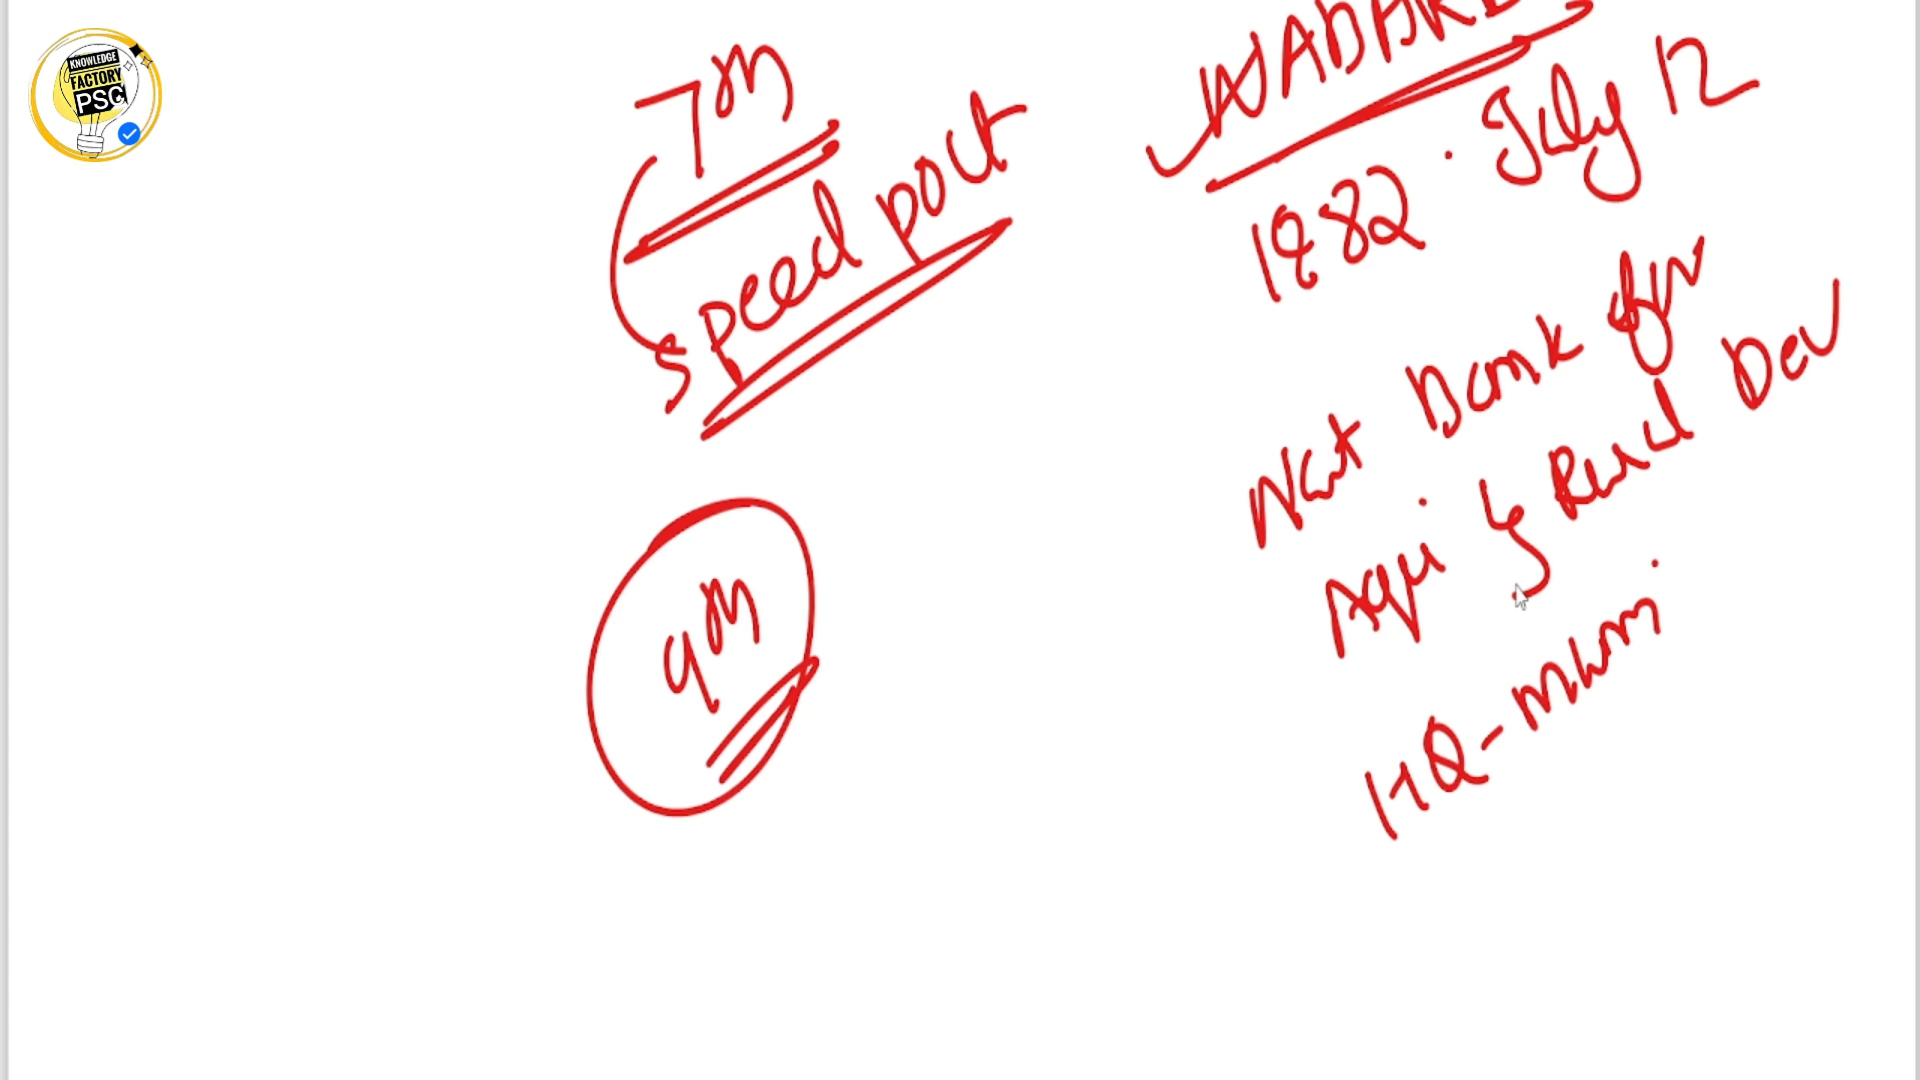 KNOWLEDGE
FACTORY
PSC
7th
speed post
9th
NABARD
1982 · July 12
Nat Bank for
Agri & Rural Dev
HQ - Mum